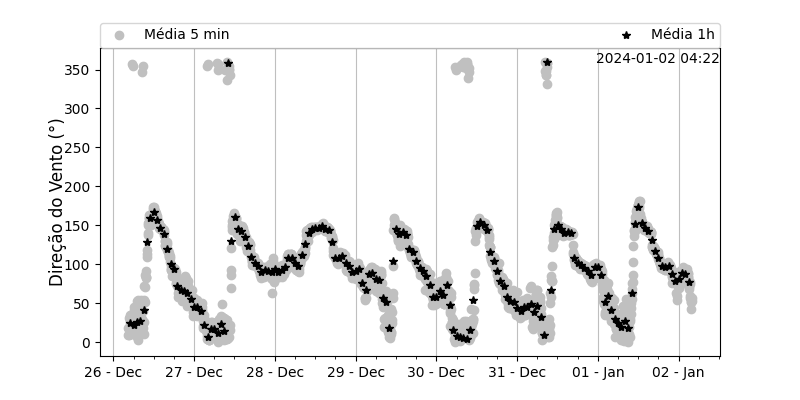 Média 5 min
Média 1h
2024-01-02 04:22
Direção do Vento (°)
350
300
250
200
150
100
50
0
26 - Dec
27 - Dec
28 - Dec
29 - Dec
30 - Dec
31 - Dec
01 - Jan
02 - Jan